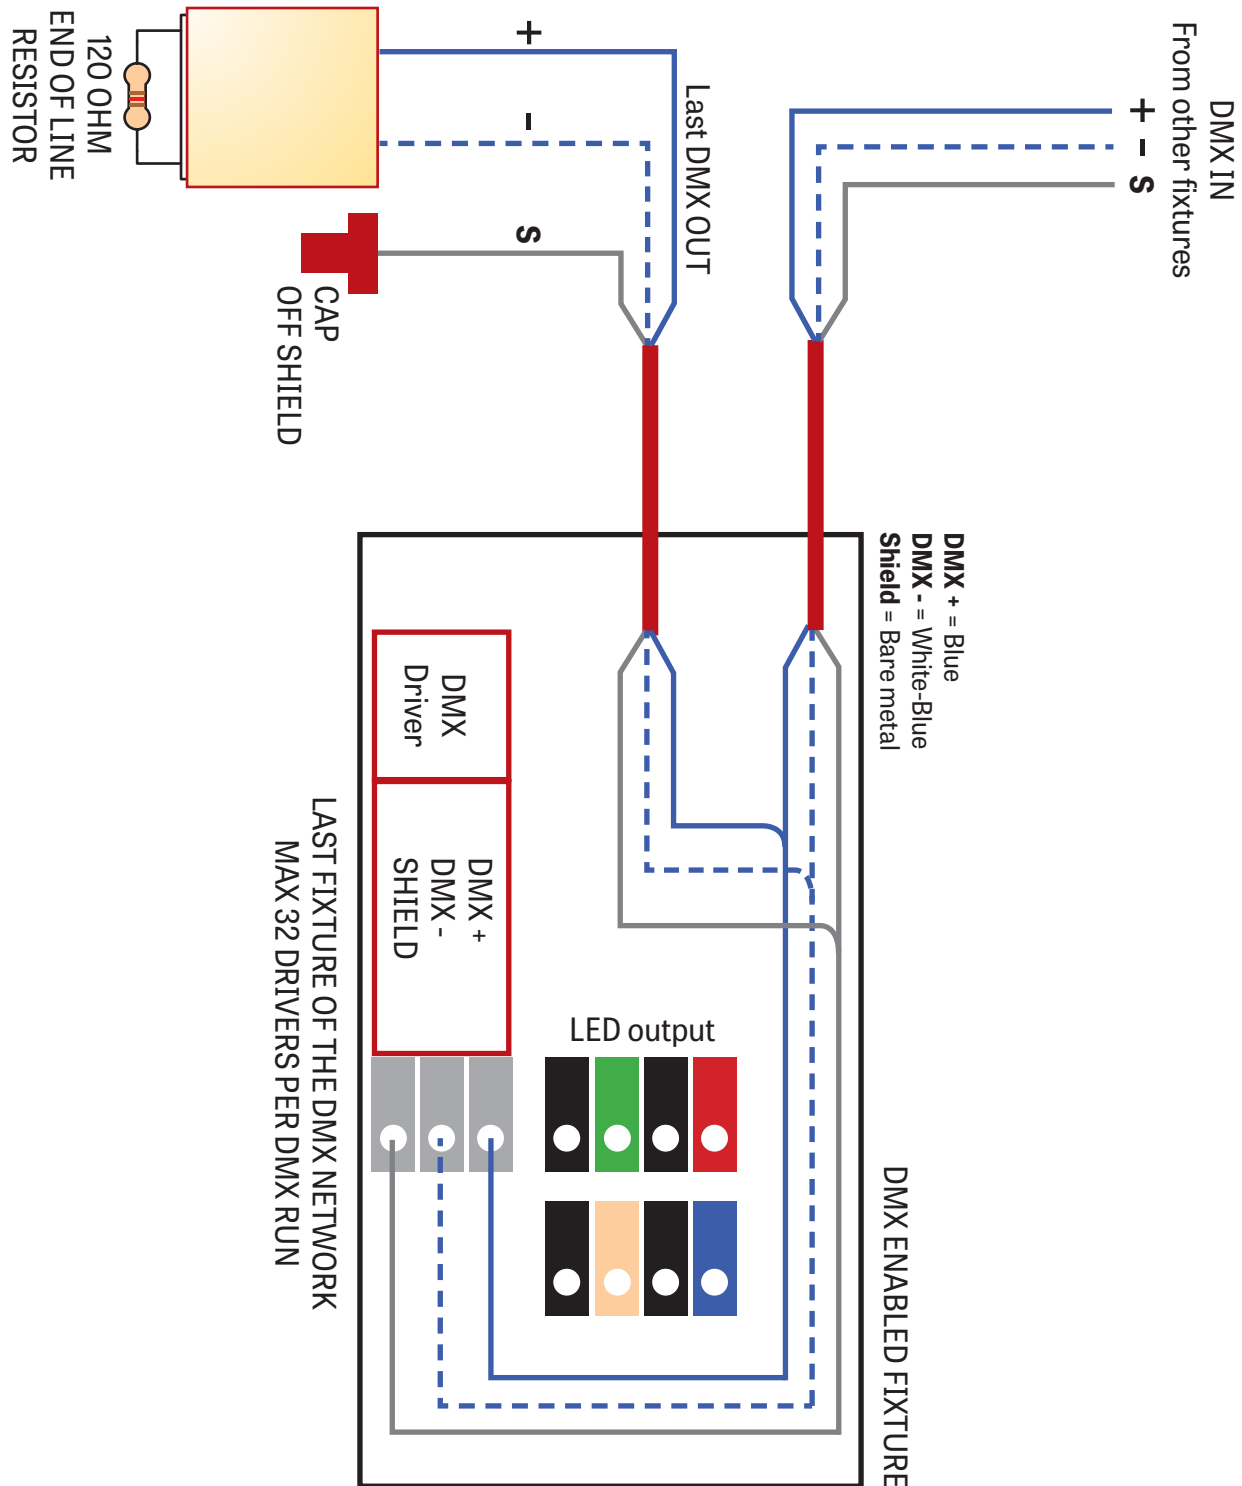 DMX IN
From other fixtures
+
-
S
Last DMX OUT
+
-
S
120 OHM
END OF LINE
RESISTOR
CAP
OFF SHIELD
DMX + = Blue
DMX - = White-Blue
Shield = Bare metal
DMX ENABLED FIXTURE
DMX
Driver
DMX +
DMX -
SHIELD
LED output
LAST FIXTURE OF THE DMX NETWORK
MAX 32 DRIVERS PER DMX RUN